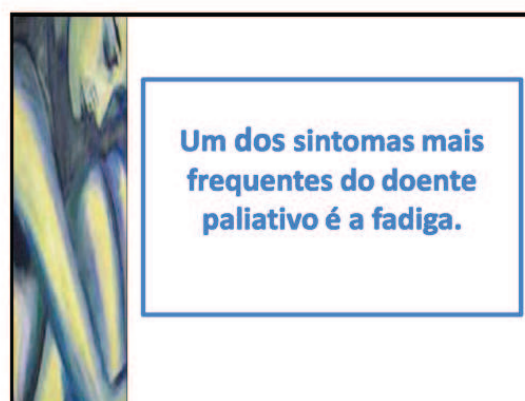 Um dos sintomas mais
frequentes do doente
paliativo é a fadiga.